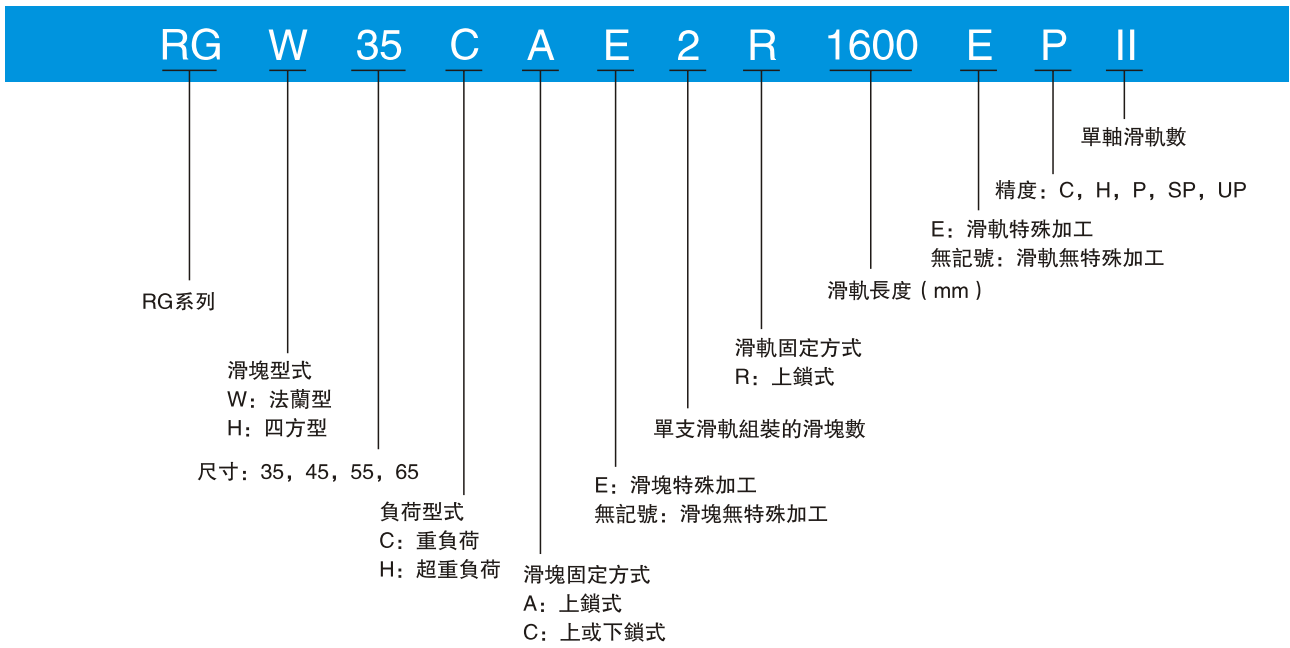 RG W 35 C A E 2 R 1600 E P II
單軸滑軌數
精度：C，H，P，SP，UP
E：滑軌特殊加工
無記號：滑軌無特殊加工
滑軌長度（mm）
RG系列
滑軌固定方式
R：上鎖式
滑塊型式
W：法蘭型
H：四方型
單支滑軌組裝的滑塊數
尺寸：35，45，55，65
E：滑塊特殊加工
無記號：滑塊無特殊加工
負荷型式
C：重負荷
H：超重負荷
滑塊固定方式
A：上鎖式
C：上或下鎖式